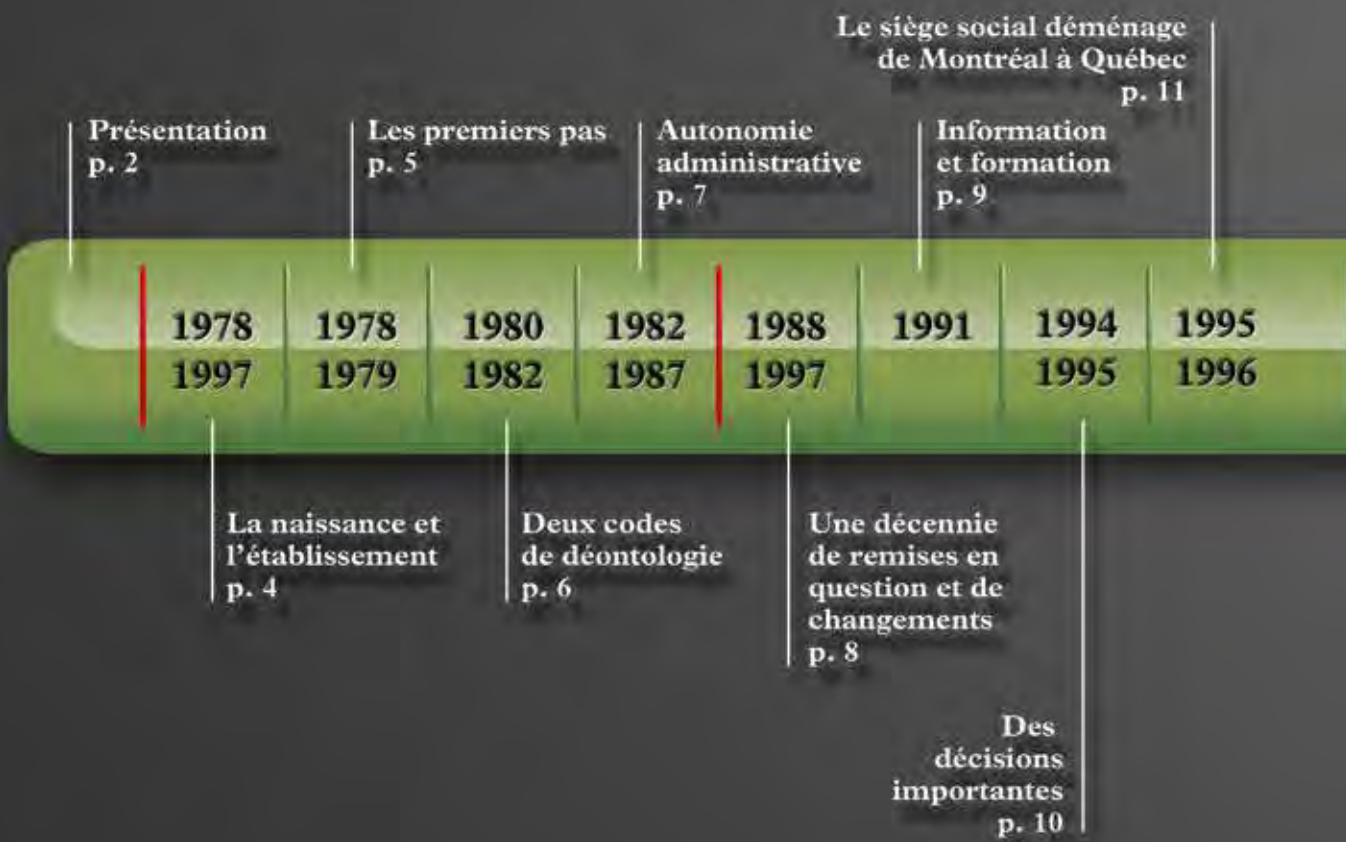 Le siège social déménage
de Montréal à Québec
p. 11
Présentation
p. 2
Les premiers pas
p. 5
Autonomie
administrative
p. 7
Information
et formation
p. 9
1978
1997
1978
1979
1980
1982
1982
1987
1988
1997
1991
1994
1995
1995
1996
La naissance et
l'établissement
p. 4
Deux codes
de déontologie
p. 6
Une décennie
de remises en
question et de
changements
p. 8
Des
décisions
importantes
p. 10